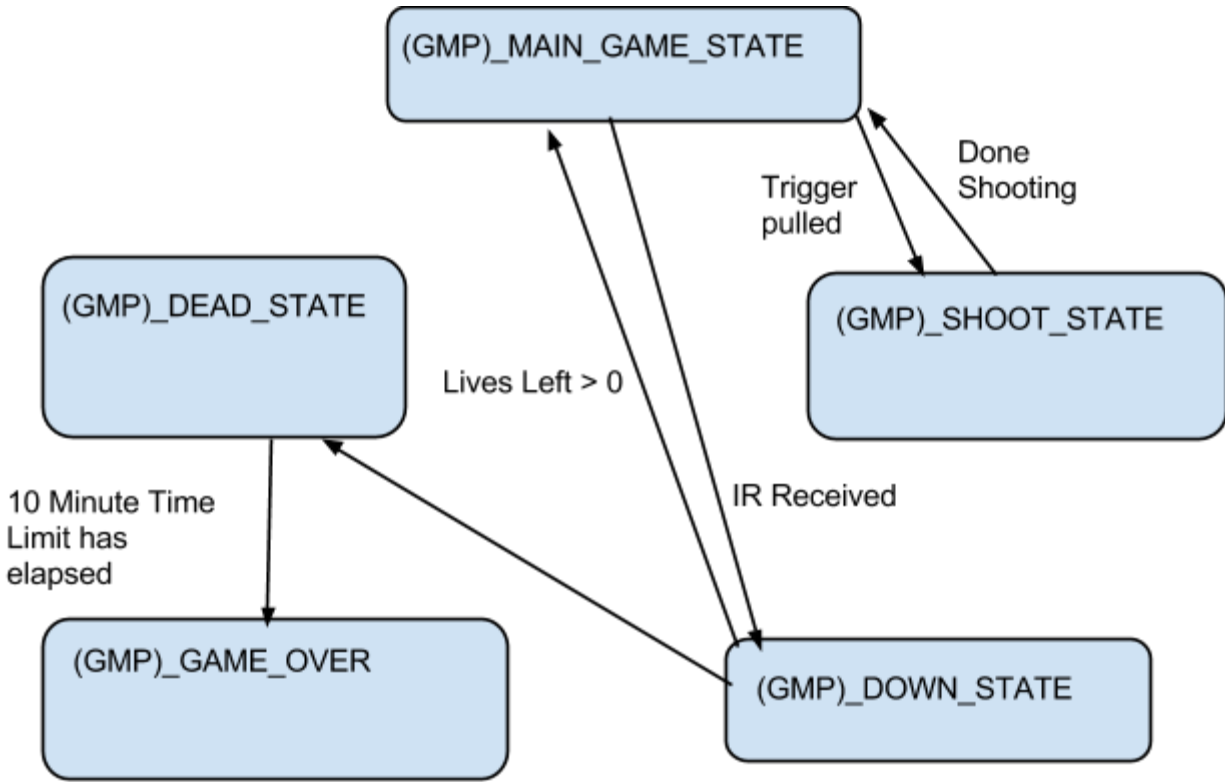 (GMP)_MAIN_GAME_STATE
Done
Shooting
Trigger
pulled
(GMP)_DEAD_STATE
(GMP)_SHOOT_STATE
Lives Left > 0
10 Minute Time
Limit has
elapsed
IR Received
(GMP)_GAME_OVER
(GMP)_DOWN_STATE